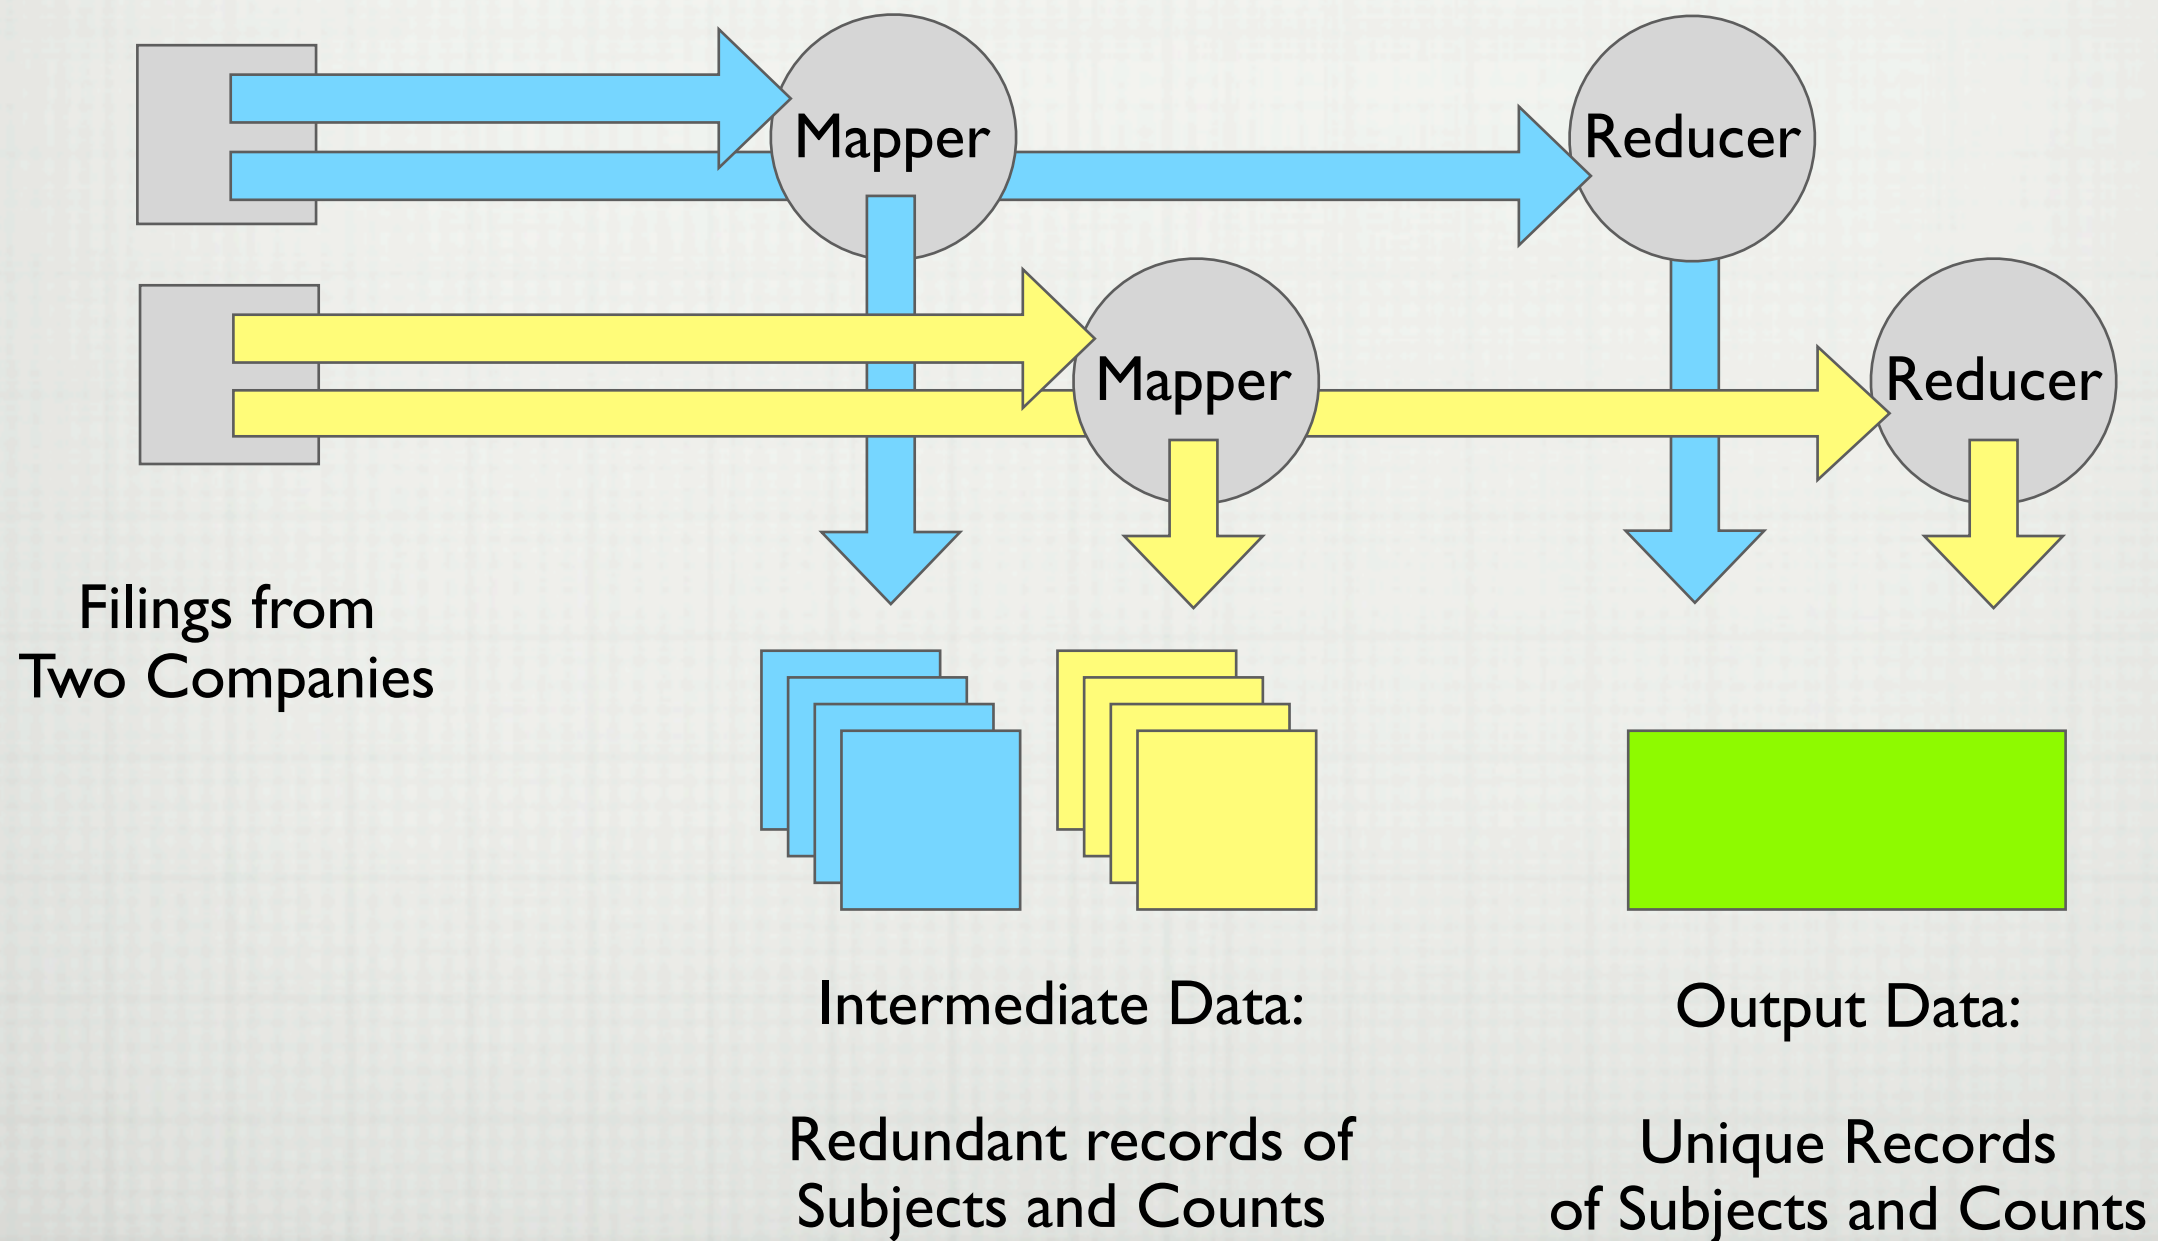 Mapper
Reducer
Mapper
Reducer
Filings from
Two Companies
Intermediate Data:
Redundant records of
Subjects and Counts
Output Data:
Unique Records
of Subjects and Counts